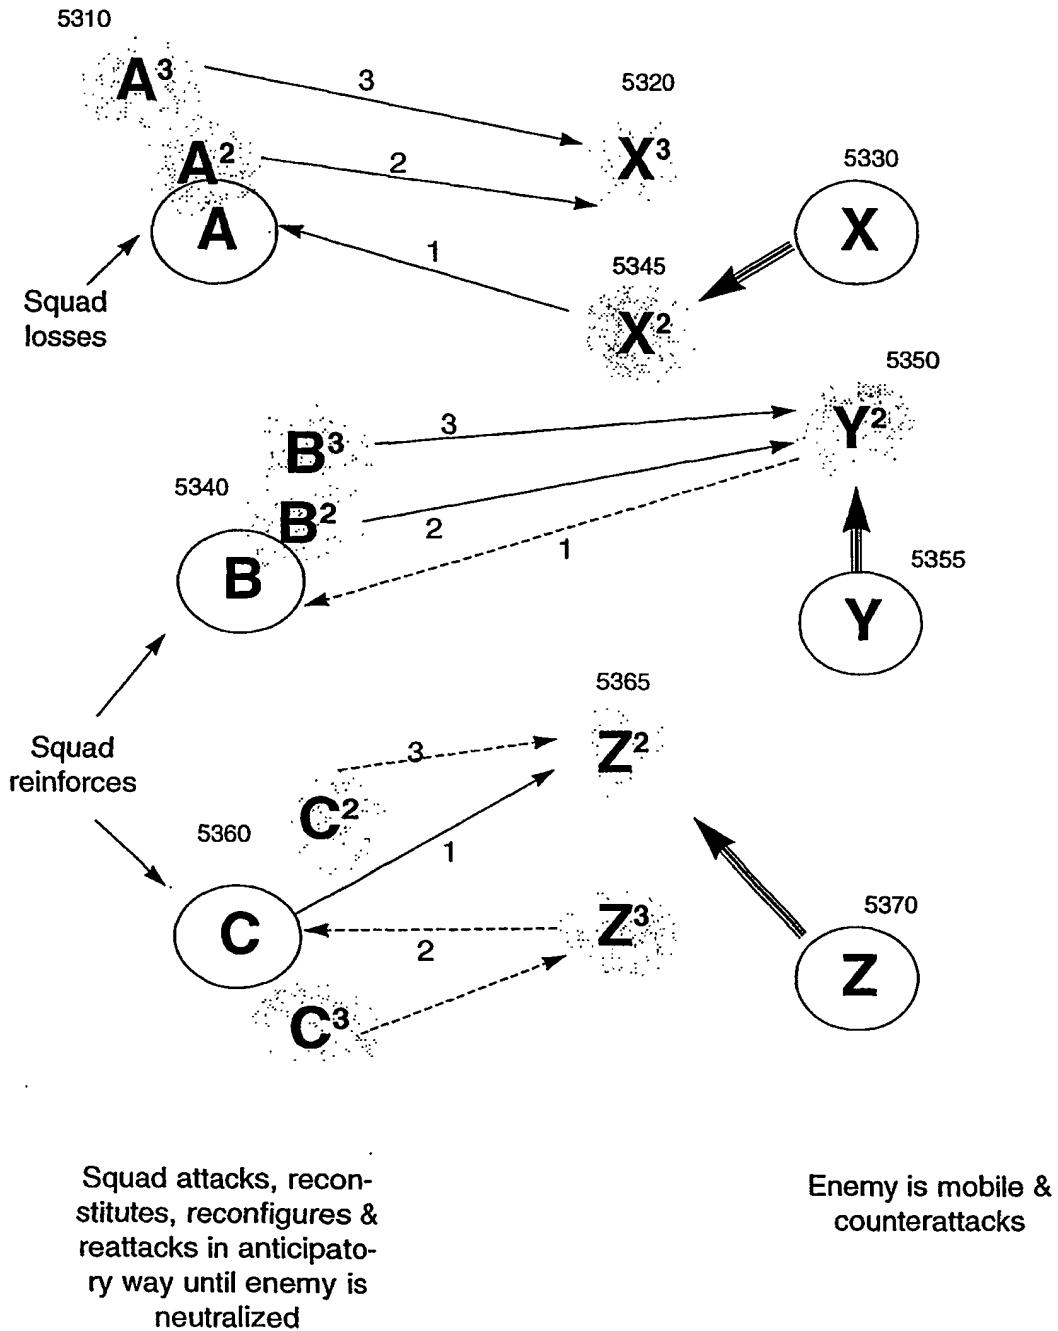 5310
A³
3
5320
X³
A²
2
5330
X
A
1
5345
X²
Squad
losses
5350
Y²
B³
3
5340
B²
2
1
B
5355
Y
5365
Z²
Squad
reinforces
3
C²
5360
1
5370
C
2
Z³
Z
C³
Squad attacks, recon-
stitutes, reconfigures &
reattacks in anticipato-
ry way until enemy is
neutralized
Enemy is mobile &
counterattacks